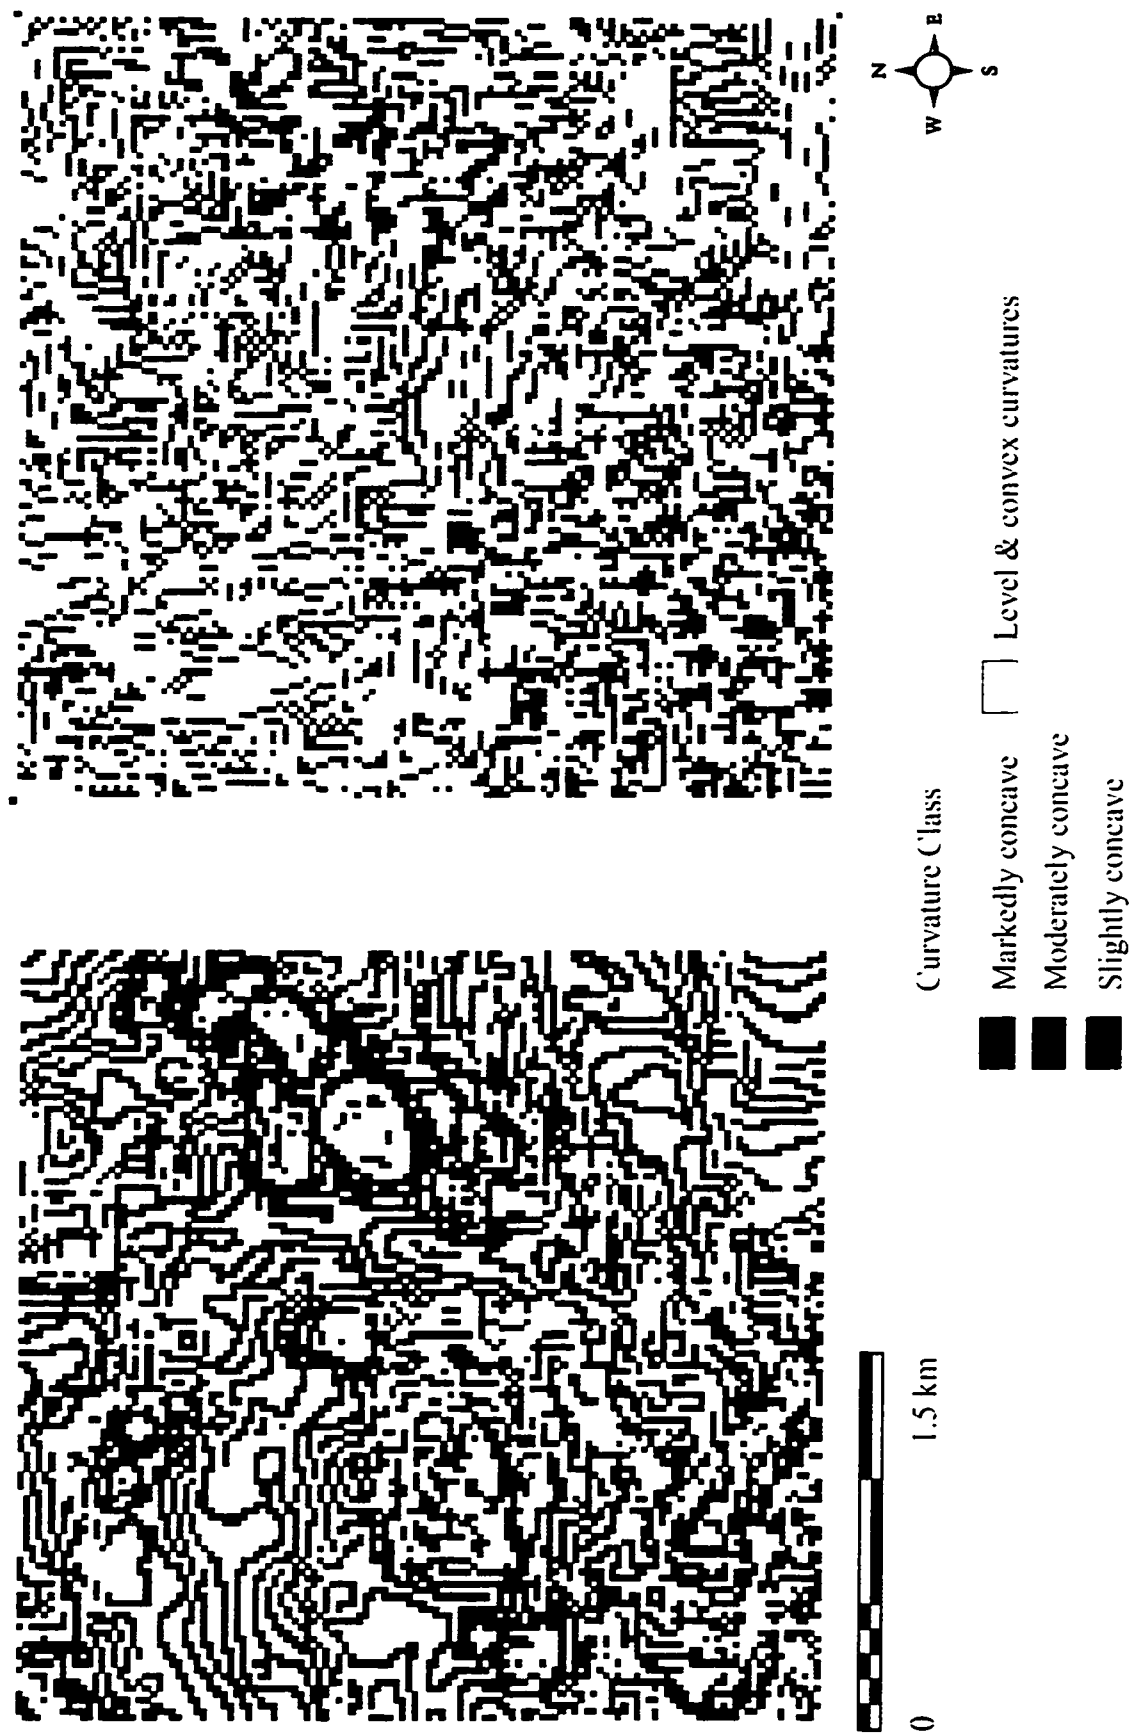 N
W E
S
0 1.5 km
Curvature Class
Markedly concave
Moderately concave
Slightly concave
Level & convex curvatures